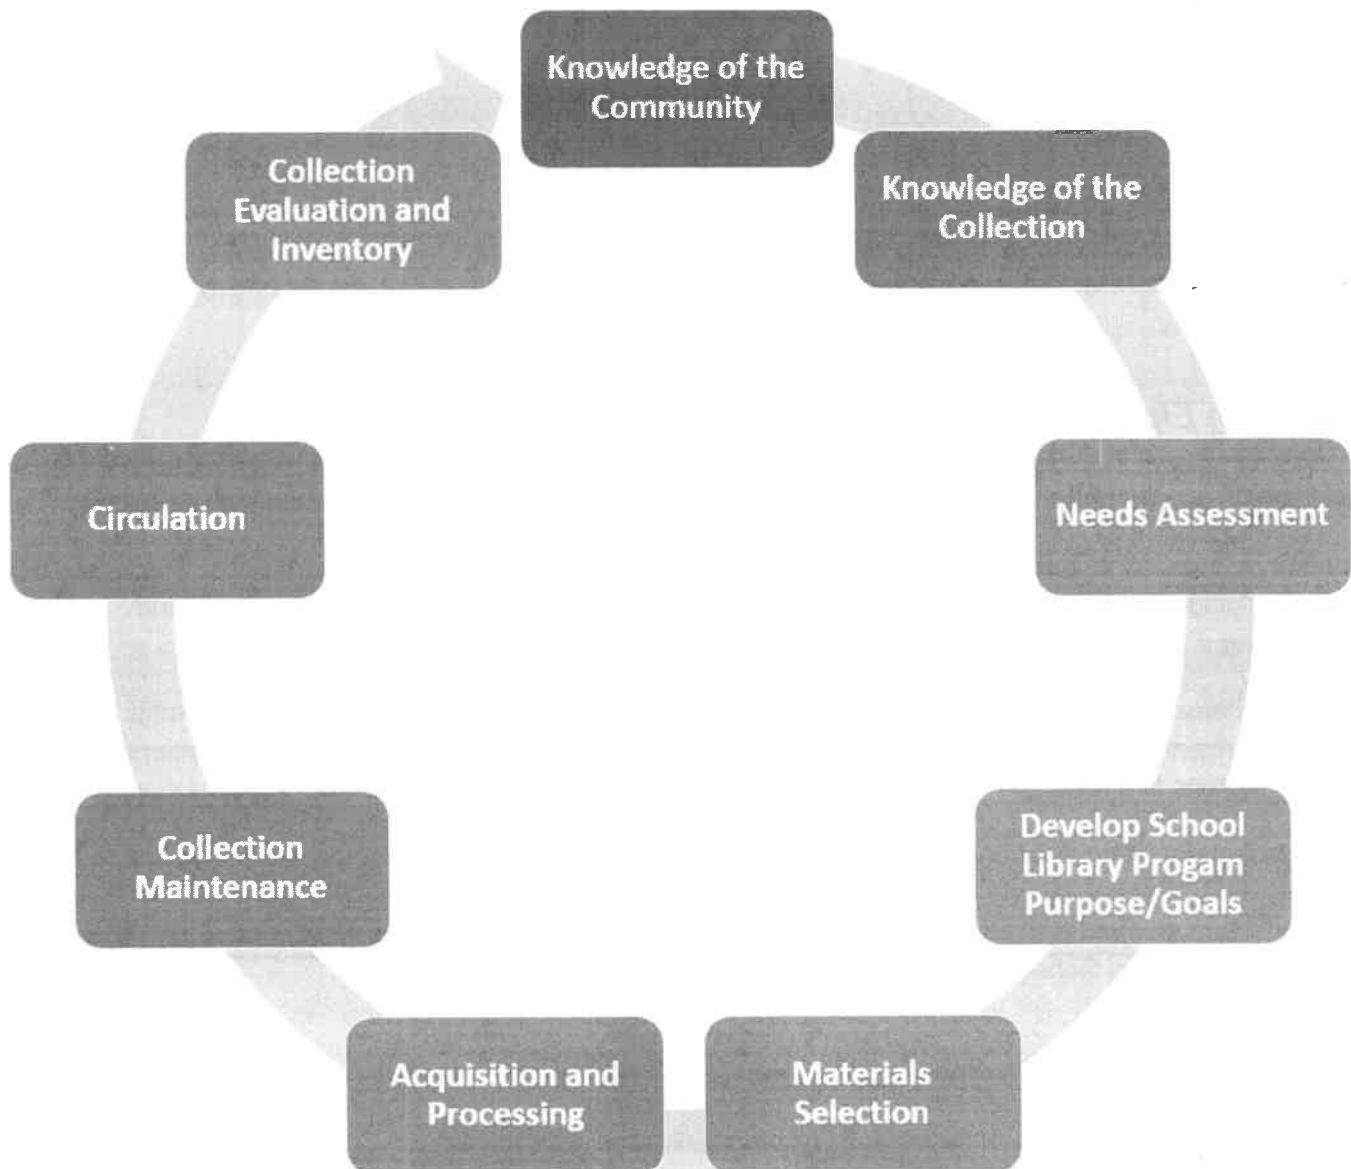 Knowledge of the
Community
Knowledge of the
Collection
Needs Assessment
Develop School
Library Progam
Purpose/Goals
Materials
Selection
Acquisition and
Processing
Collection
Maintenance
Circulation
Collection
Evaluation and
Inventory